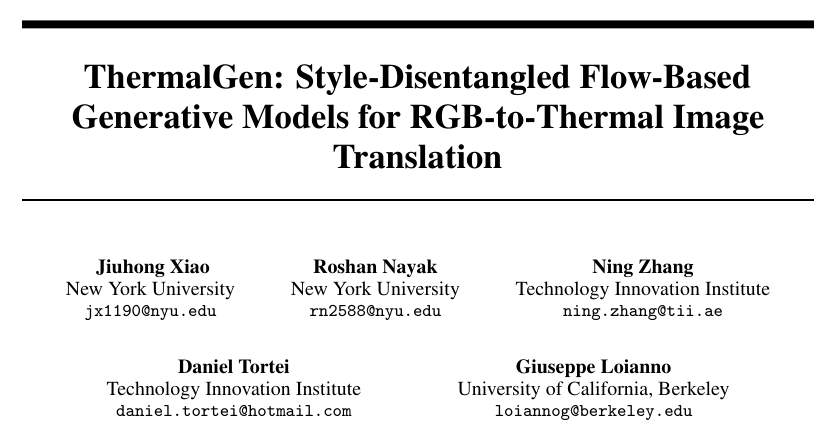 ThermalGen: Style-Disentangled Flow-Based
Generative Models for RGB-to-Thermal Image
Translation
Jiuhong Xiao
New York University
jx1190@nyu.edu
Roshan Nayak
New York University
rn2588@nyu.edu
Ning Zhang
Technology Innovation Institute
ning.zhang@tii.ae
Daniel Tortei
Technology Innovation Institute
daniel.tortei@hotmail.com
Giuseppe Loianno
University of California, Berkeley
loiannog@berkeley.edu